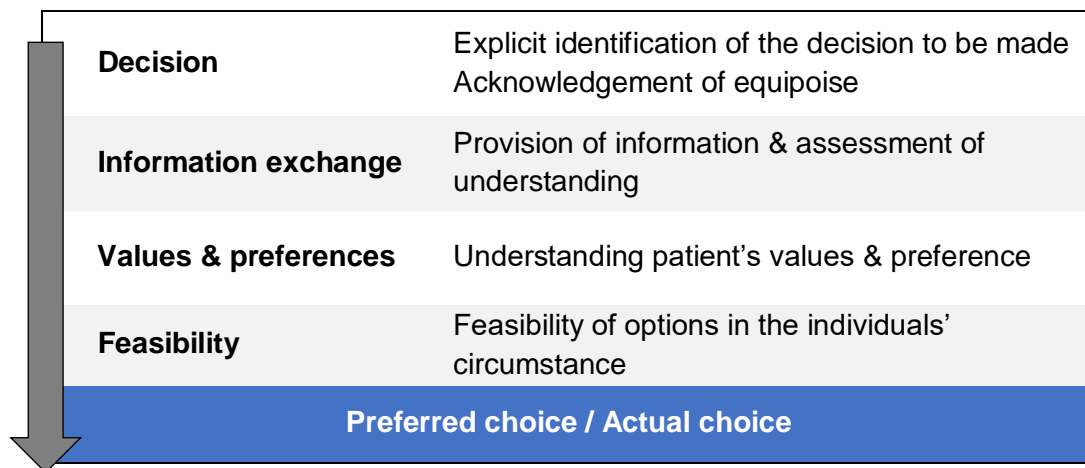 Decision
Explicit identification of the decision to be made
Acknowledgement of equipoise
Information exchange
Provision of information & assessment of
understanding
Values & preferences
Understanding patient’s values & preference
Feasibility
Feasibility of options in the individuals’
circumstance
Preferred choice / Actual choice